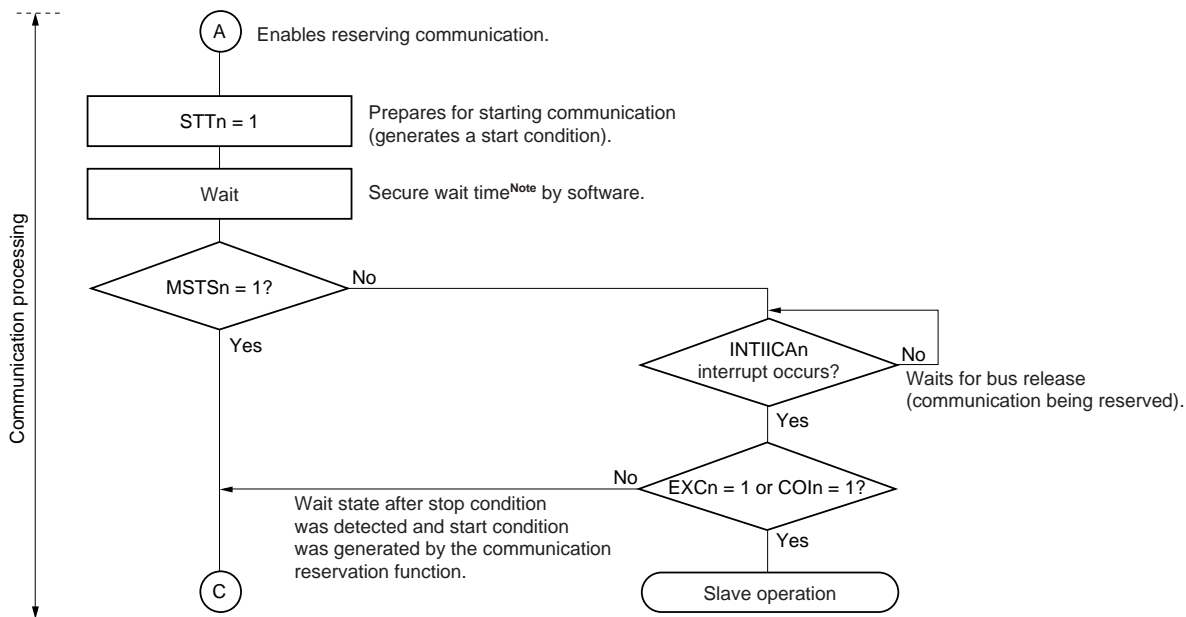 A
Enables reserving communication.
STTn = 1
Prepares for starting communication
(generates a start condition).
Wait
Secure wait timeNote by software.
MSTSn = 1?
No
Yes
INTIICAn
interrupt occurs?
No
Waits for bus release
(communication being reserved).
Yes
EXCn = 1 or COIn = 1?
No
Wait state after stop condition
was detected and start condition
was generated by the communication
reservation function.
Yes
C
Slave operation
Communication processing